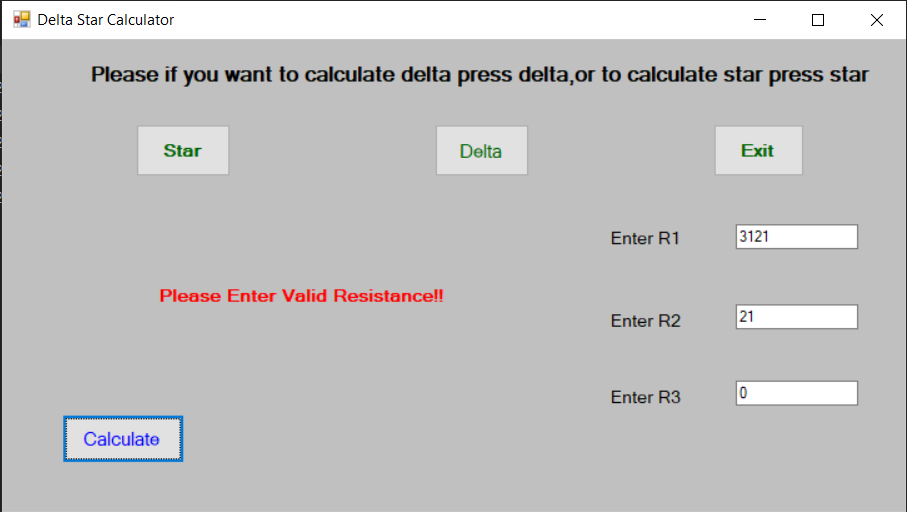 Delta Star Calculator
Please if you want to calculate delta press delta,or to calculate star press star
Star
Delta
Exit
Enter R1
3121
Please Enter Valid Resistance!!
Enter R2
21
Enter R3
0
Calculate